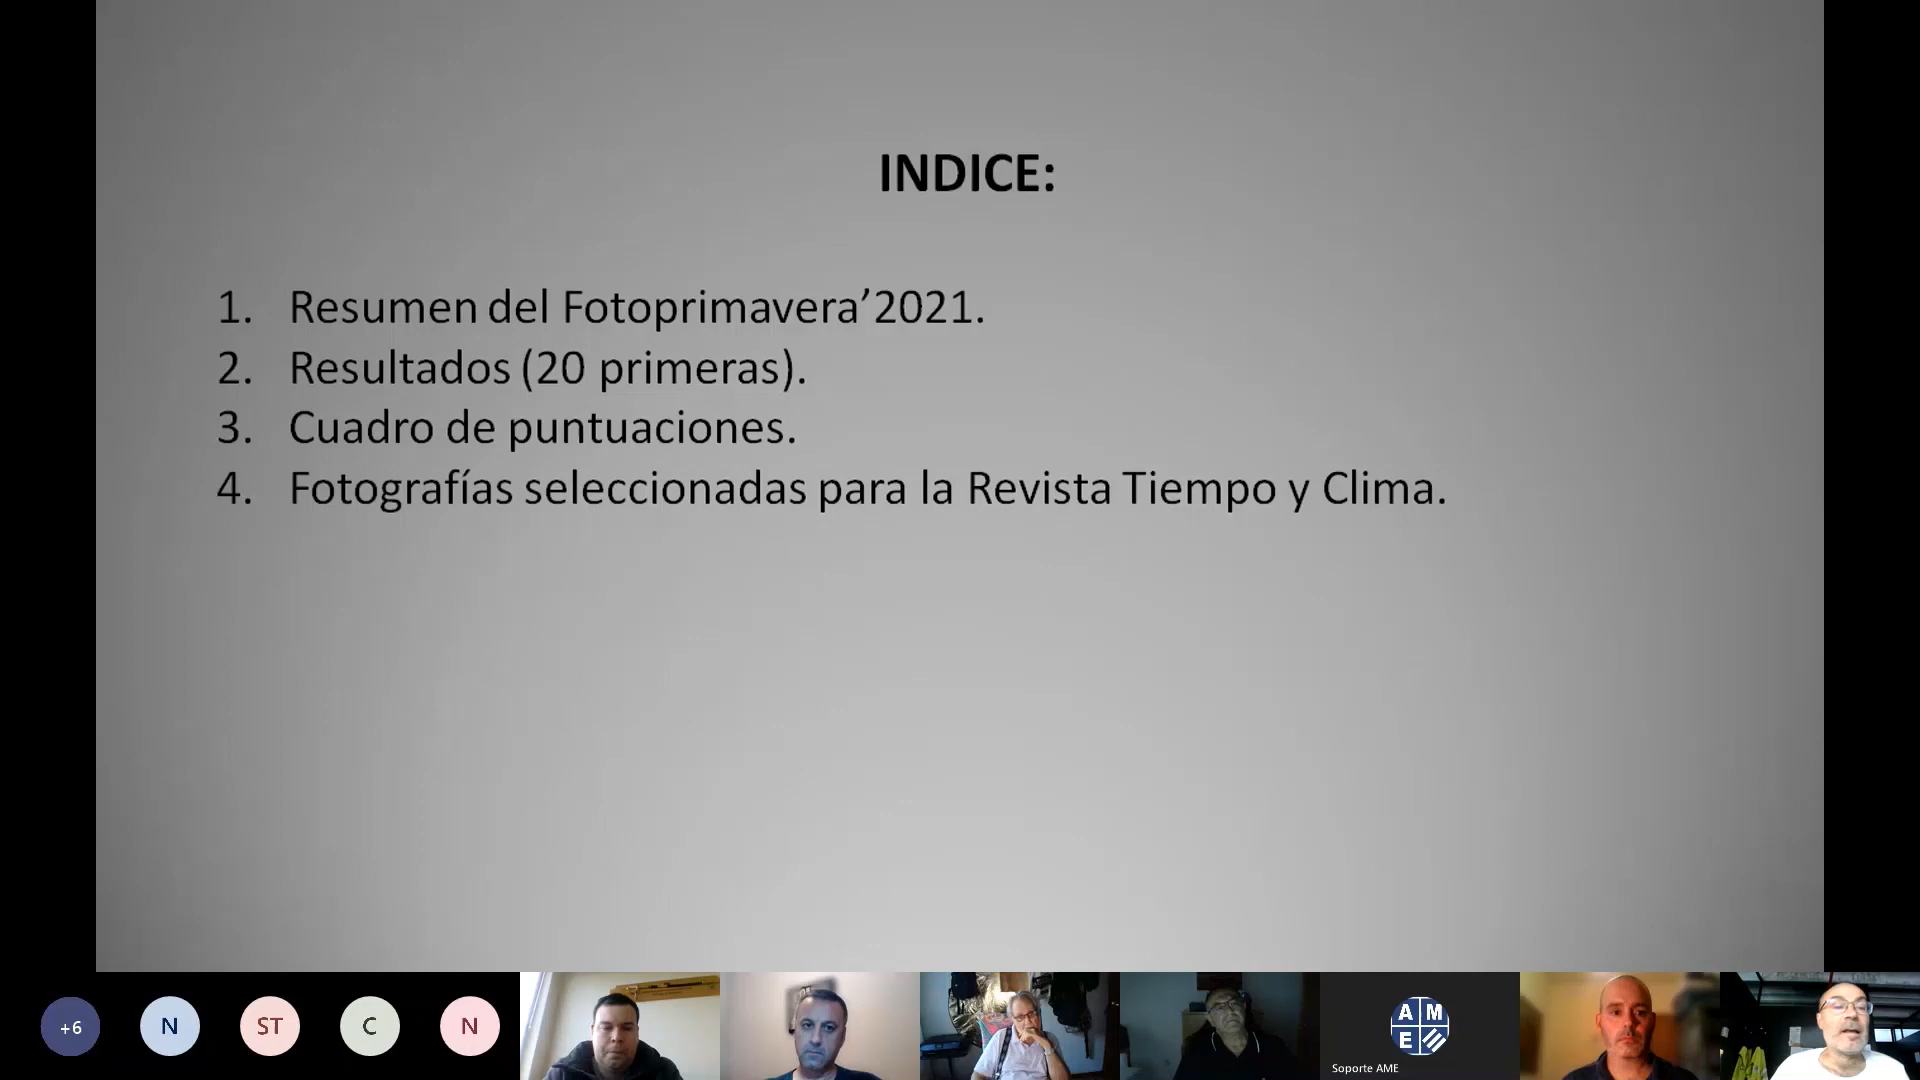 INDICE:
1. Resumen del Fotoprimavera’2021.
2. Resultados (20 primeras).
3. Cuadro de puntuaciones.
4. Fotografías seleccionadas para la Revista Tiempo y Clima.
+6
N
ST
C
N
A M
E
Soporte AME